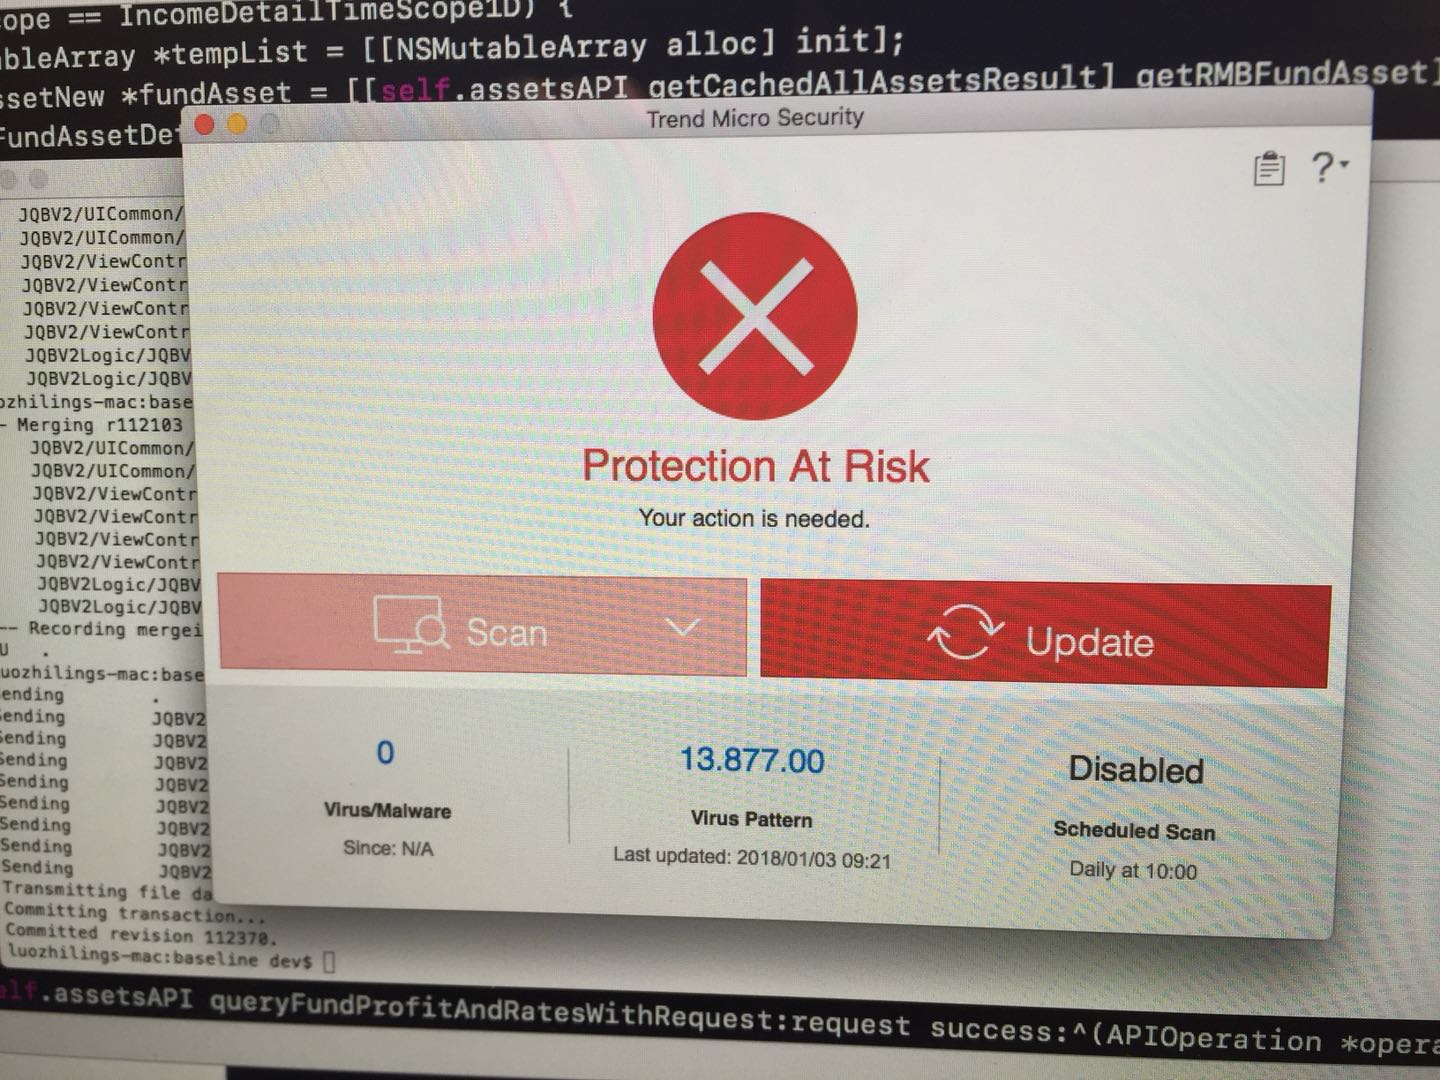 ope == IncomeDetailTimeScope1D) {
ableArray *tempList = [[NSMutableArray alloc] init];
ssetNew *fundAsset = [[self.assetsAPI getCachedAllAssetsResult] getRMBFundAsset]
FundAssetDet
Trend Micro Security
?
Protection At Risk
Your action is needed.
Scan
Update
0
Virus/Malware
Since: N/A
13.877.00
Virus Pattern
Last updated: 2018/01/03 09:21
Disabled
Scheduled Scan
Daily at 10:00
JQBV2/UICommon/
JQBV2/UICommon/
JQBV2/ViewContr
JQBV2/ViewContr
JQBV2/ViewContr
JQBV2/ViewContr
JQBV2Logic/JQBV
JQBV2Logic/JQBV
ozhilings-mac:base
- Merging r112103
JQBV2/UICommon/
JQBV2/UICommon/
JQBV2/ViewContr
JQBV2/ViewContr
JQBV2/ViewContr
JQBV2/ViewContr
JQBV2Logic/JQBV
JQBV2Logic/JQBV
-- Recording mergei
U .
uozhilings-mac:base
ending .
ending JQBV2
Sending JQBV2
Sending JQBV2
Sending JQBV2
Sending JQBV2
Sending JQBV2
Sending JQBV2
Sending JQBV2
Transmitting file da
Committing transaction...
Committed revision 112370.
luozhilings-mac:baseline dev$
elf.assetsAPI queryFundProfitAndRatesWithRequest:request success:^(APIOperation *opera